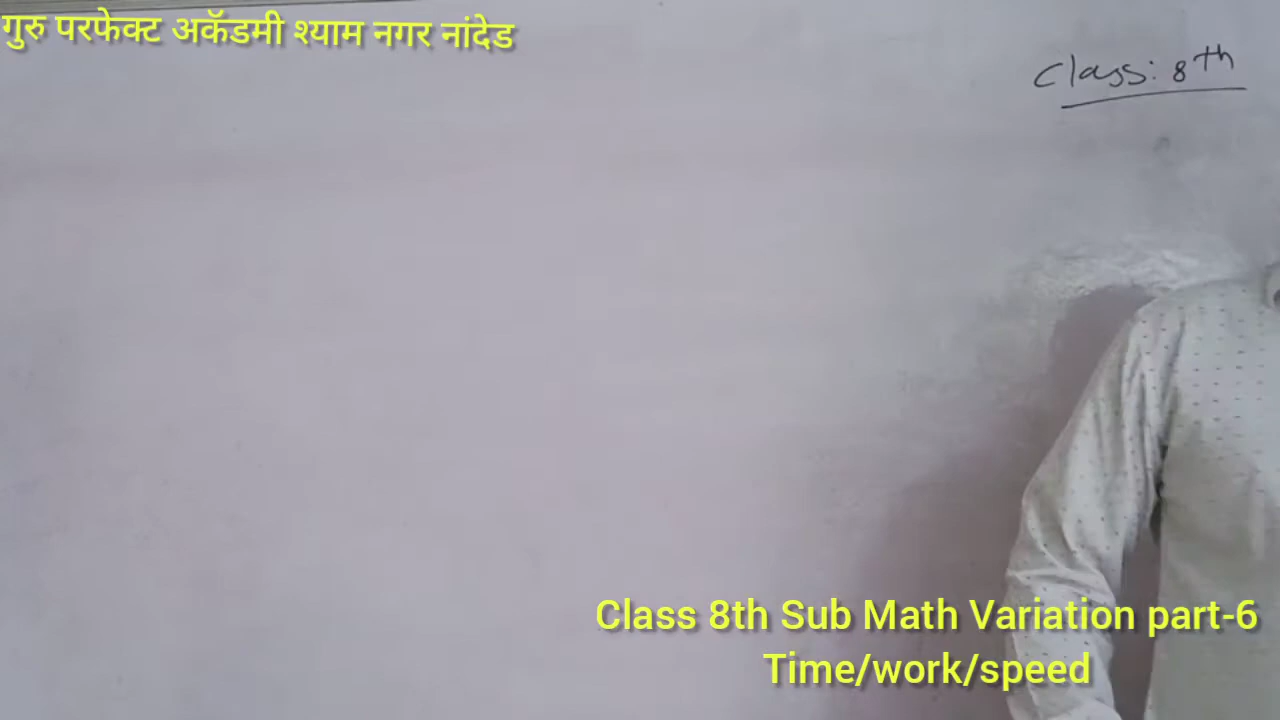 गुरु परफेक्ट अकॅडमी श्याम नगर नांदेड
Class: 8th
Class 8th Sub Math Variation part-6
Time/work/speed